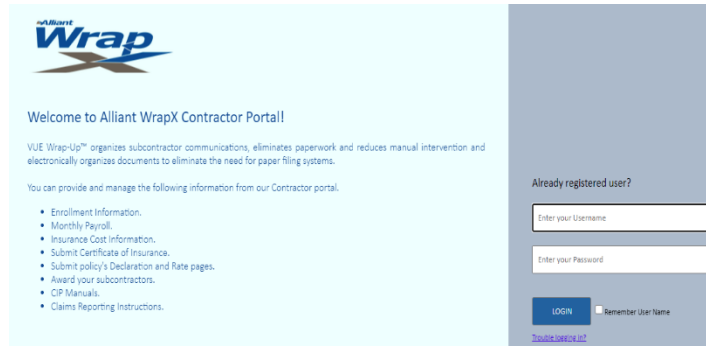 Alliant
Wrap
Welcome to Alliant WrapX Contractor Portal!
VUE Wrap-Up™ organizes subcontractor communications, eliminates paperwork and reduces manual intervention and
electronically organizes documents to eliminate the need for paper filing systems.
You can provide and manage the following information from our Contractor portal.
• Enrollment Information.
• Monthly Payroll.
• Insurance Cost Information.
• Submit Certificate of Insurance.
• Submit policy's Declaration and Rate pages.
• Award your subcontractors.
• CIP Manuals.
• Claims Reporting Instructions.
Already registered user?
Enter your Username
Enter your Password
LOGIN Remember User Name
Trouble logging in?